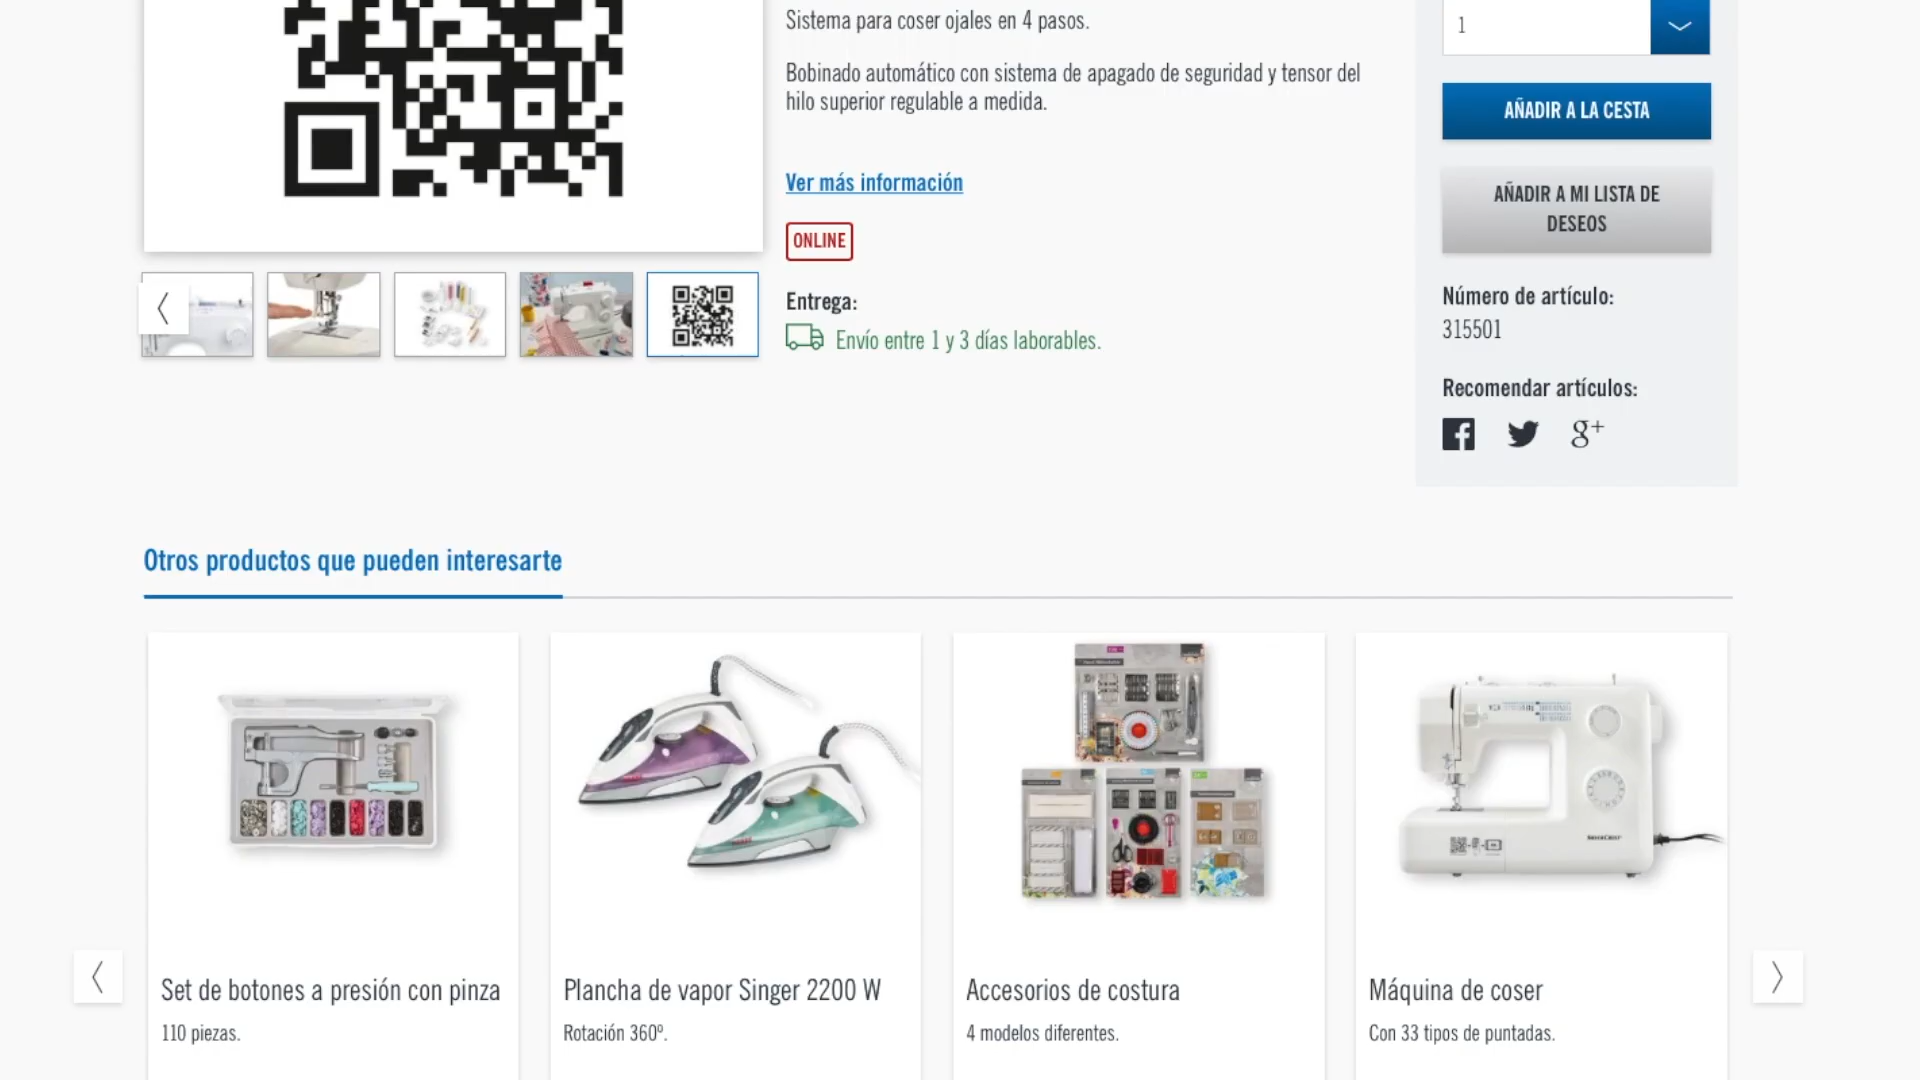 Sistema para coser ojales en 4 pasos.
Bobinado automático con sistema de apagado de seguridad y tensor del
hilo superior regulable a medida.
Ver más información
ONLINE
Entrega:
Envío entre 1 y 3 días laborables.
1
AÑADIR A LA CESTA
AÑADIR A MI LISTA DE
DESEOS
Número de artículo:
315501
Recomendar artículos:
g+
Otros productos que pueden interesarte
Set de botones a presión con pinza
110 piezas.
Plancha de vapor Singer 2200 W
Rotación 360º.
Accesorios de costura
4 modelos diferentes.
SILVERCREST
Máquina de coser
Con 33 tipos de puntadas.